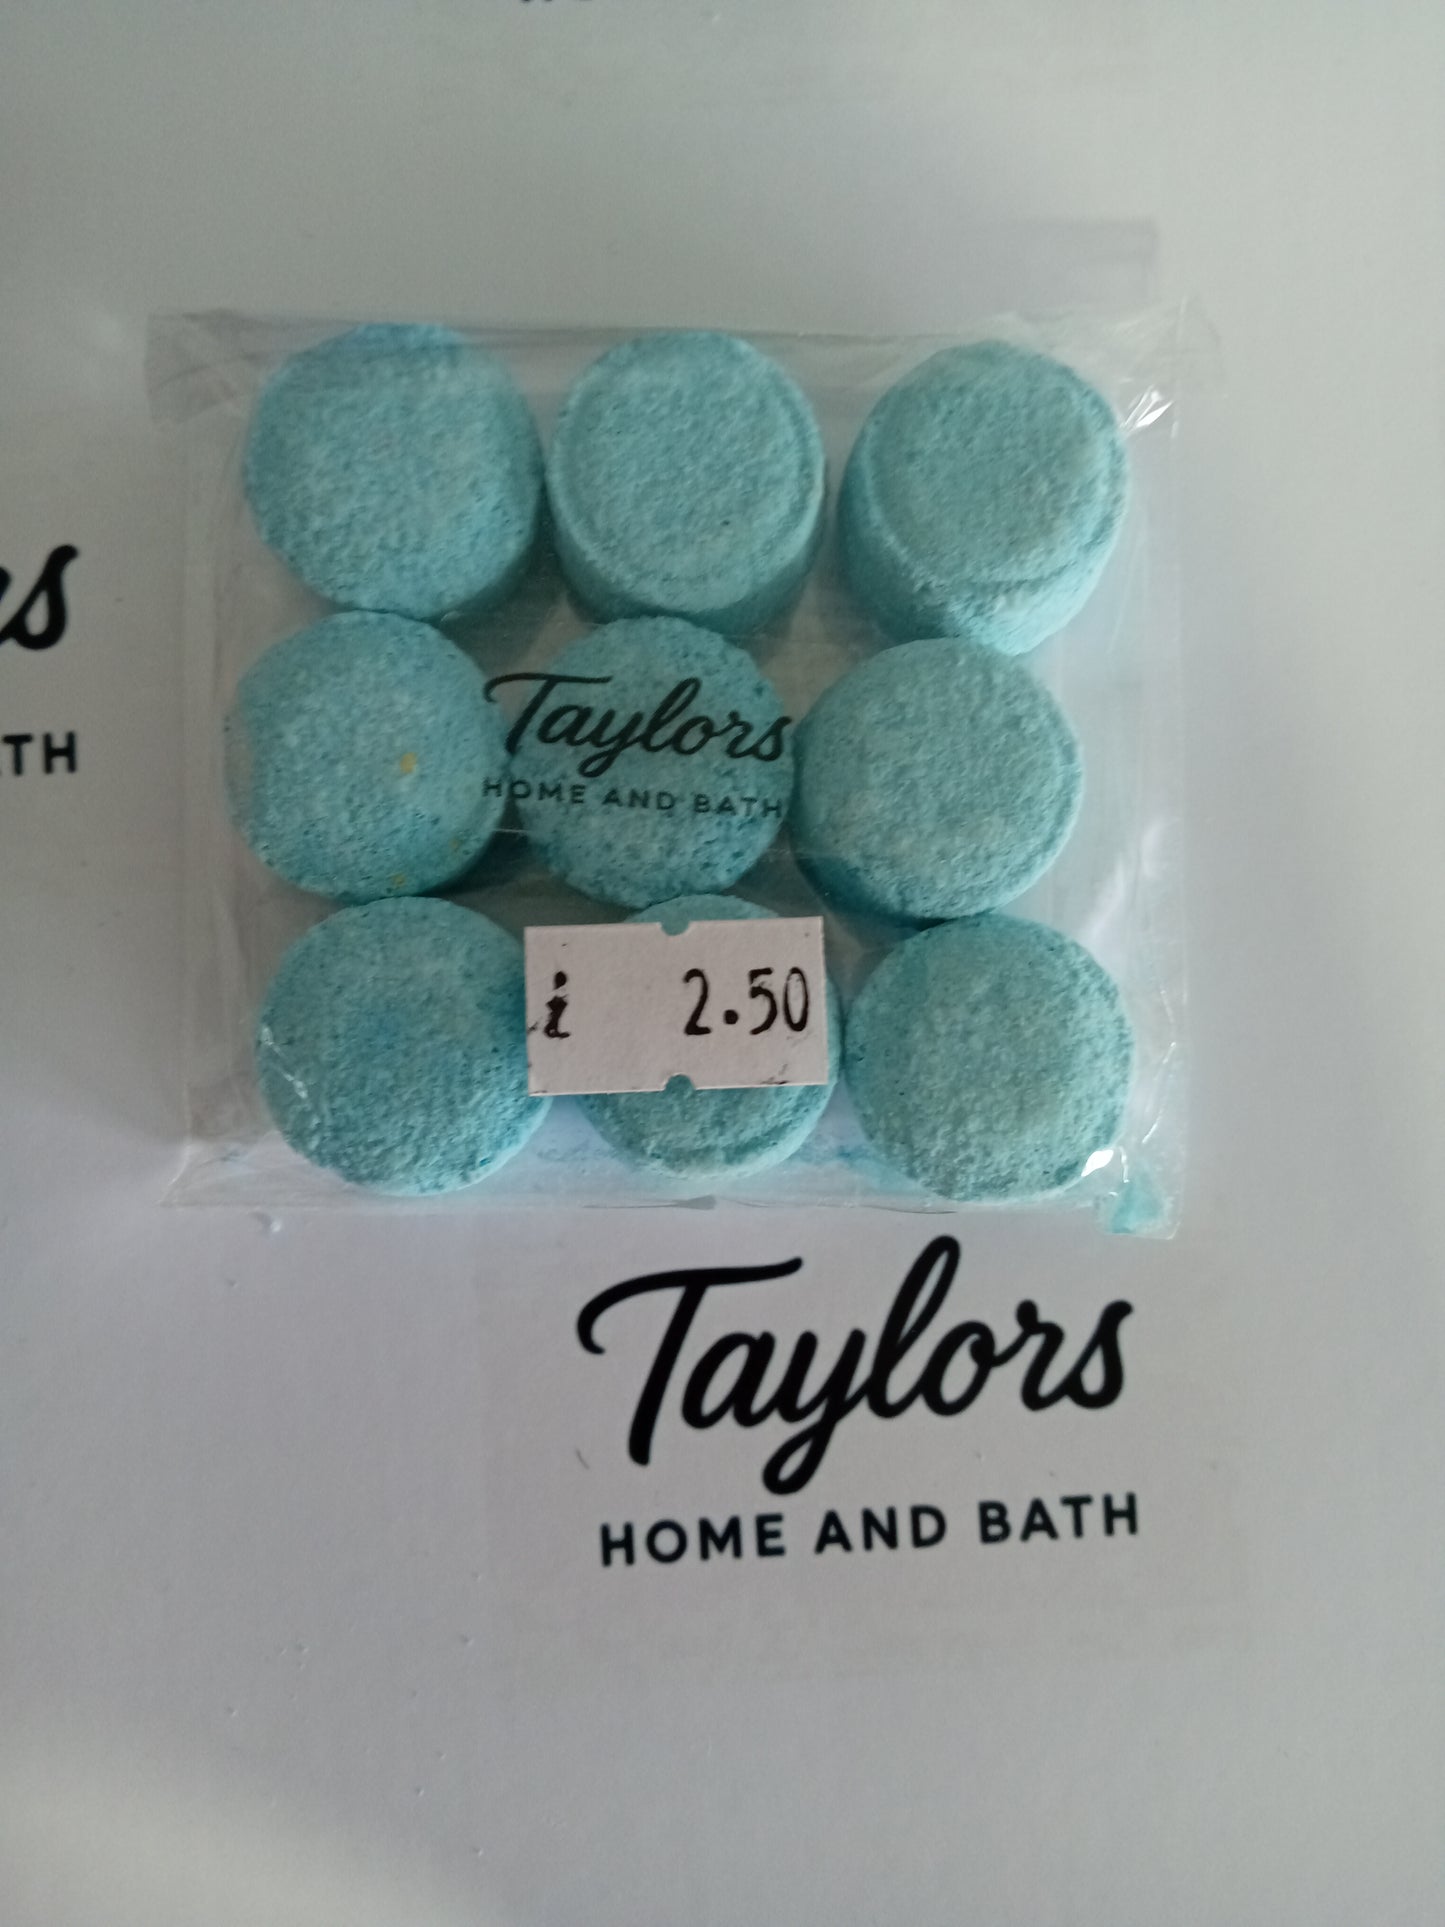 Taylors
HOME AND BATH
2.50
Taylors
HOME AND BATH